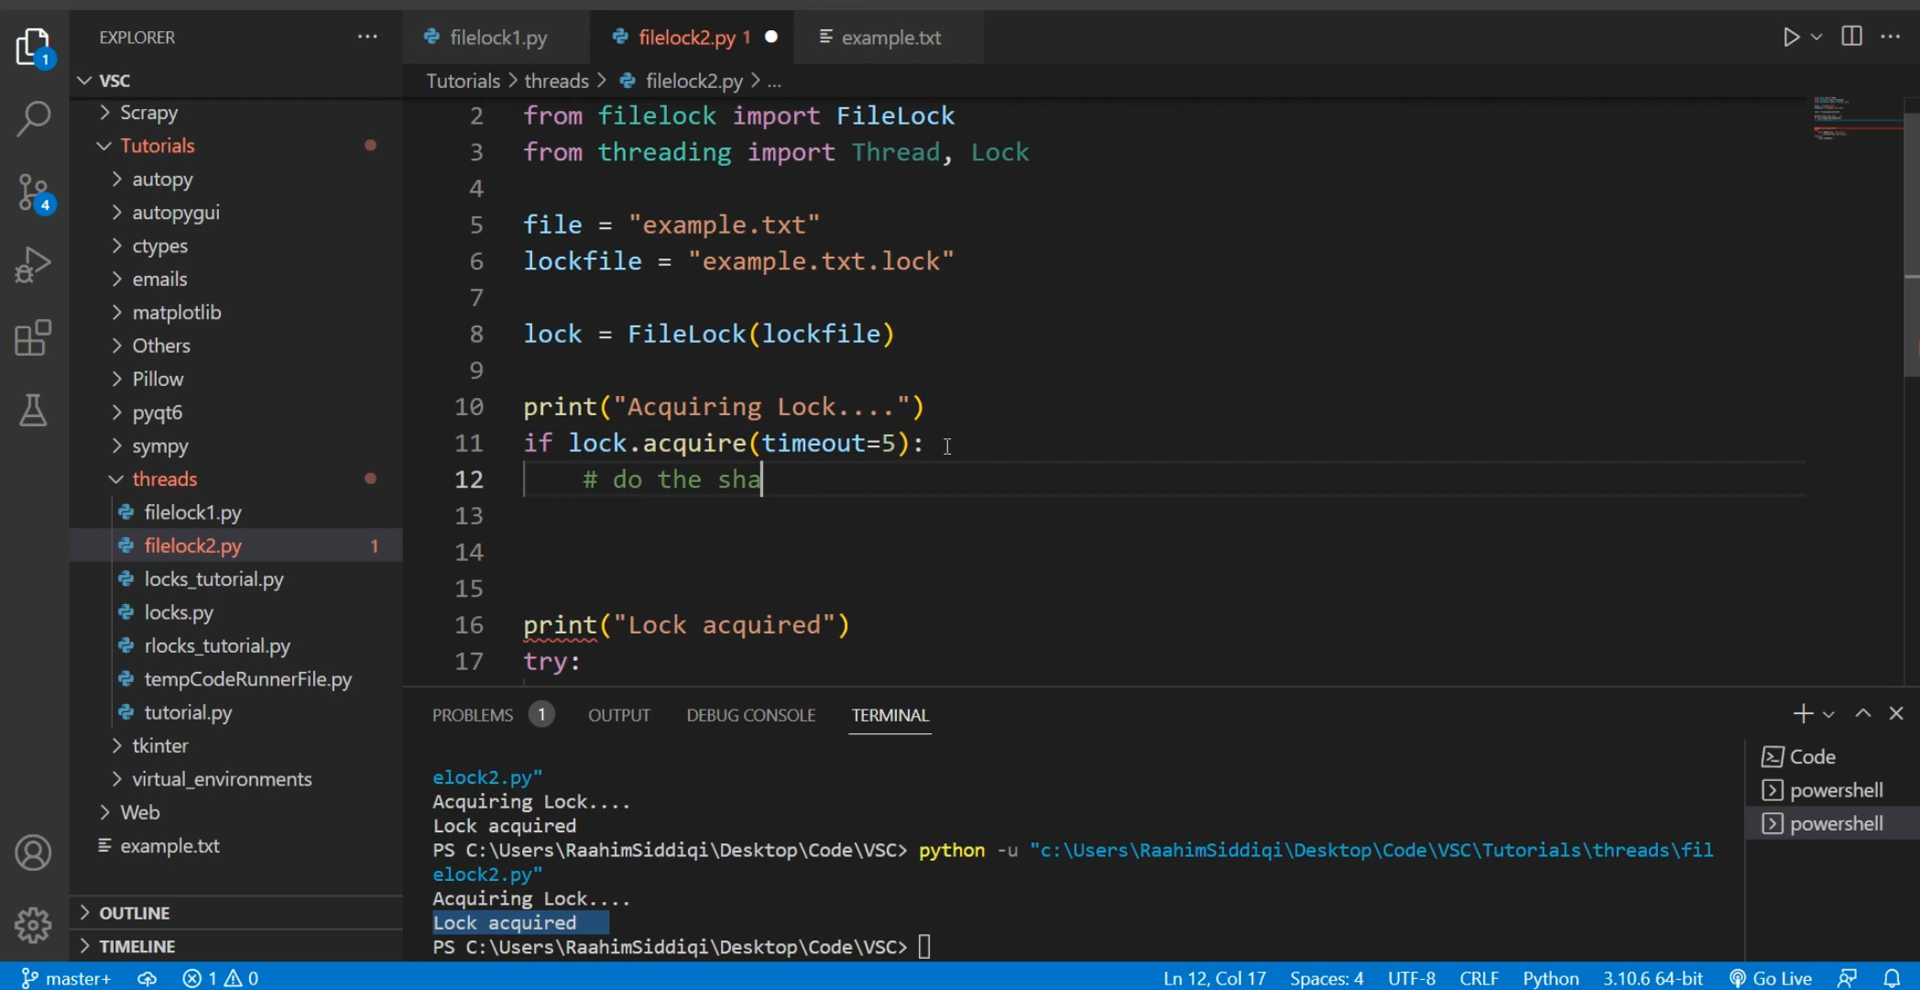 EXPLORER
filelock1.py
filelock2.py 1
example.txt
VSC
Tutorials > threads > filelock2.py > ...
Scrapy
Tutorials
autopy
autopygui
ctypes
emails
matplotlib
Others
Pillow
pyqt6
sympy
threads
filelock1.py
filelock2.py 1
locks_tutorial.py
locks.py
rlocks_tutorial.py
tempCodeRunnerFile.py
tutorial.py
tkinter
virtual_environments
Web
example.txt
OUTLINE
TIMELINE
1
4
2 from filelock import FileLock
3 from threading import Thread, Lock
4
5 file = "example.txt"
6 lockfile = "example.txt.lock"
7
8 lock = FileLock(lockfile)
9
10 print("Acquiring Lock....")
11 if lock.acquire(timeout=5):
12     # do the sha
13
14
15
16 print("Lock acquired")
17 try:
PROBLEMS 1 OUTPUT DEBUG CONSOLE TERMINAL
elock2.py"
Acquiring Lock....
Lock acquired
PS C:\Users\RaahimSiddiqi\Desktop\Code\VSC> python -u "c:\Users\RaahimSiddiqi\Desktop\Code\VSC\Tutorials\threads\fil
elock2.py"
Acquiring Lock....
Lock acquired
PS C:\Users\RaahimSiddiqi\Desktop\Code\VSC>
Code
powershell
powershell
master+ 1 0 Ln 12, Col 17 Spaces: 4 UTF-8 CRLF Python 3.10.6 64-bit Go Live